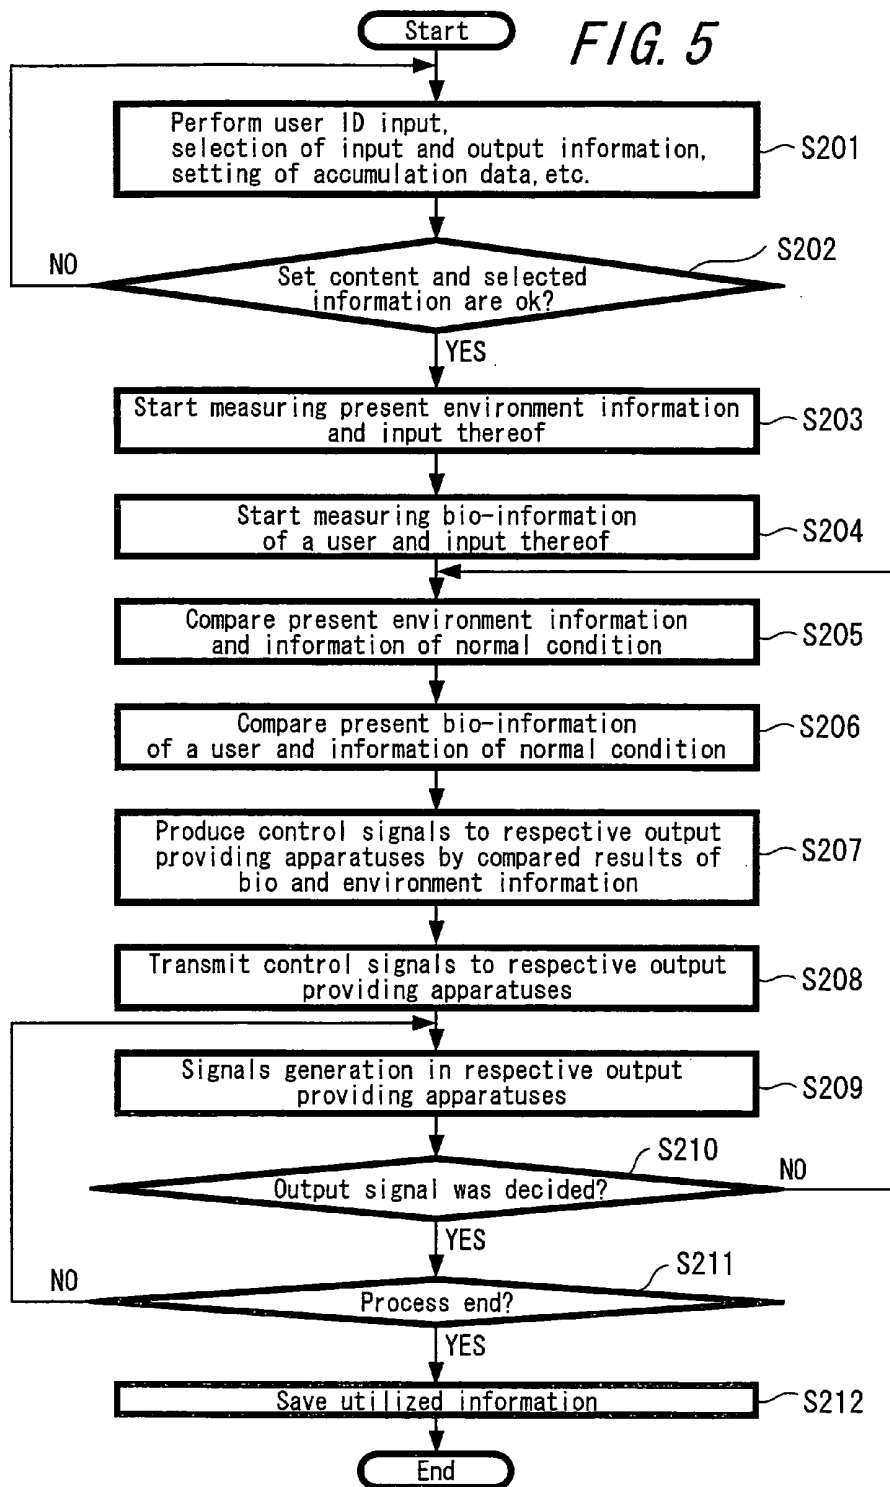 Start
FIG. 5
Perform user ID input,
selection of input and output information,
setting of accumulation data, etc.
S201
S202
NO
Set content and selected
information are ok?
YES
Start measuring present environment information
and input thereof
S203
Start measuring bio-information
of a user and input thereof
S204
Compare present environment information
and information of normal condition
S205
Compare present bio-information
of a user and information of normal condition
S206
Produce control signals to respective output
providing apparatuses by compared results of
bio and environment information
S207
Transmit control signals to respective output
providing apparatuses
S208
Signals generation in respective output
providing apparatuses
S209
S210
Output signal was decided?
NO
YES
S211
NO
Process end?
YES
Save utilized information
S212
End